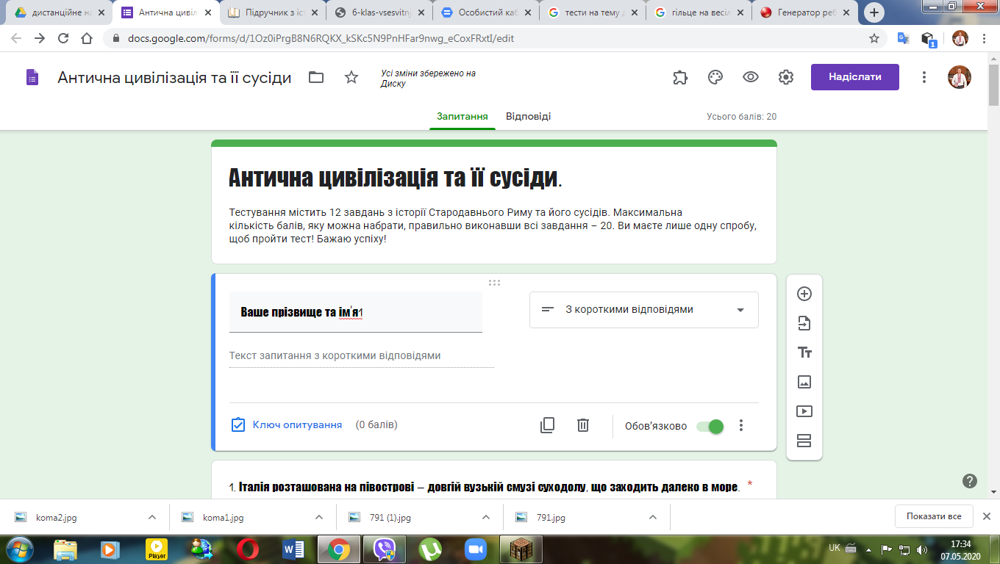 дистанційне на
Антична цивіл
Підручник з іс
6-klas-vsesvitn
Особистий каб
тести на тему д
гільце на весіл
Генератор реб
docs.google.com/forms/d/1Oz0iPrgB8N6RQKX_kSKc5N9PnHFar9nwg_eCoxFRxtI/edit
1
Антична цивілізація та її сусіди
Усі зміни збережено на
Диску
Надіслати
Запитання
Відповіді
Усього балів: 20
Антична цивілізація та її сусіди.
Тестування містить 12 завдань з історії Стародавнього Риму та його сусідів. Максимальна
кількість балів, яку можна набрати, правильно виконавши всі завдання – 20. Ви маєте лише одну спробу,
щоб пройти тест! Бажаю успіху!
Ваше прізвище та ім'я1
З короткими відповідями
Текст запитання з короткими відповідями
Ключ опитування
(0 балів)
Обов'язково
1. Італія розташована на півострові – довгій вузькій смузі суходолу, що заходить далеко в море. *
koma2.jpg
koma1.jpg
791 (1).jpg
791.jpg
Показати все
Player
UK
17:34
07.05.2020